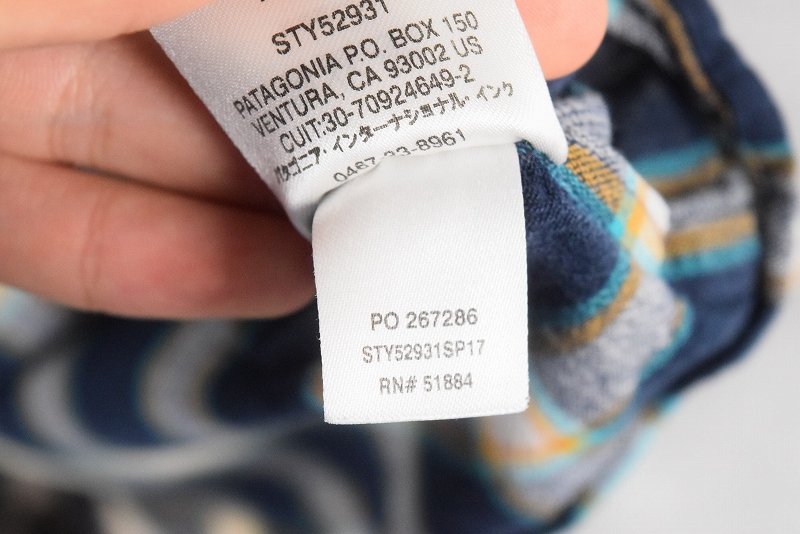 STY52931
PATAGONIA P.O. BOX 150
VENTURA, CA 93002 US
CUIT:30-70924649-2
パタゴニア・インターナショナル・インク
8961
PO 267286
STY52931SP17
RN# 51884